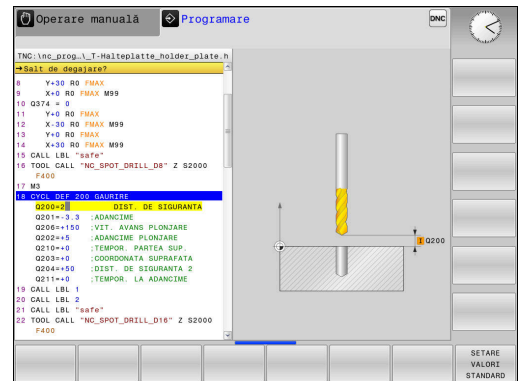 Operare manuală
Programare
DNC
TNC:\nc_prog…\_T-Halteplatte_holder_plate.h
→Salt de degajare?
8 Y+30 R0 FMAX
9 X+0 R0 FMAX M99
10 Q374 = 0
11 Y+0 R0 FMAX
12 X-30 R0 FMAX M99
13 Y+0 R0 FMAX
14 X+30 R0 FMAX M99
15 CALL LBL "safe"
16 TOOL CALL "NC_SPOT_DRILL_D8" Z S2000
F400
17 M3
18 CYCL DEF 200 GAURIRE
Q200=2 DIST. DE SIGURANTA
Q201=-3.3 ;ADANCIME
Q206=+150 ;VIT. AVANS PLONJARE
Q202=+5 ;ADANCIME PLONJARE
Q210=+0 ;TEMPOR. PARTEA SUP.
Q203=+0 ;COORDONATA SUPRAFATA
Q204=+50 ;DIST. DE SIGURANTA 2
Q211=+0 ;TEMPOR. LA ADANCIME
19 CALL LBL 1
20 CALL LBL 2
21 CALL LBL "safe"
22 TOOL CALL "NC_SPOT_DRILL_D16" Z S2000
F400
I Q200
SETARE
VALORI
STANDARD